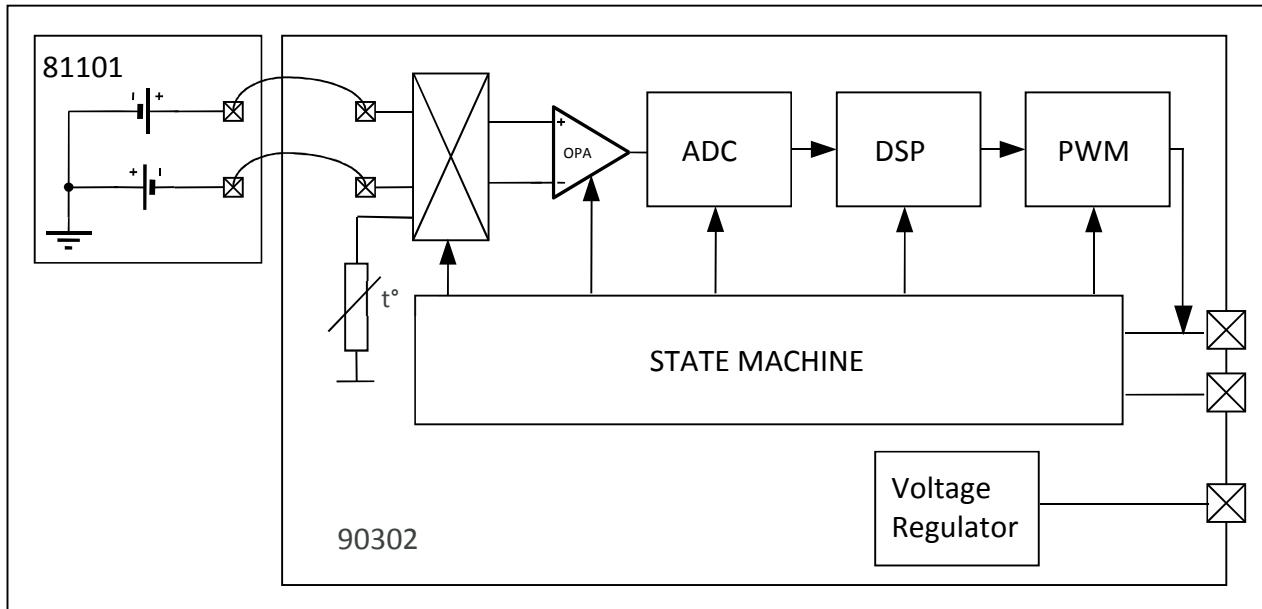 81101
+
+
OPA
+
−
ADC
DSP
PWM
t°
STATE MACHINE
Voltage
Regulator
90302